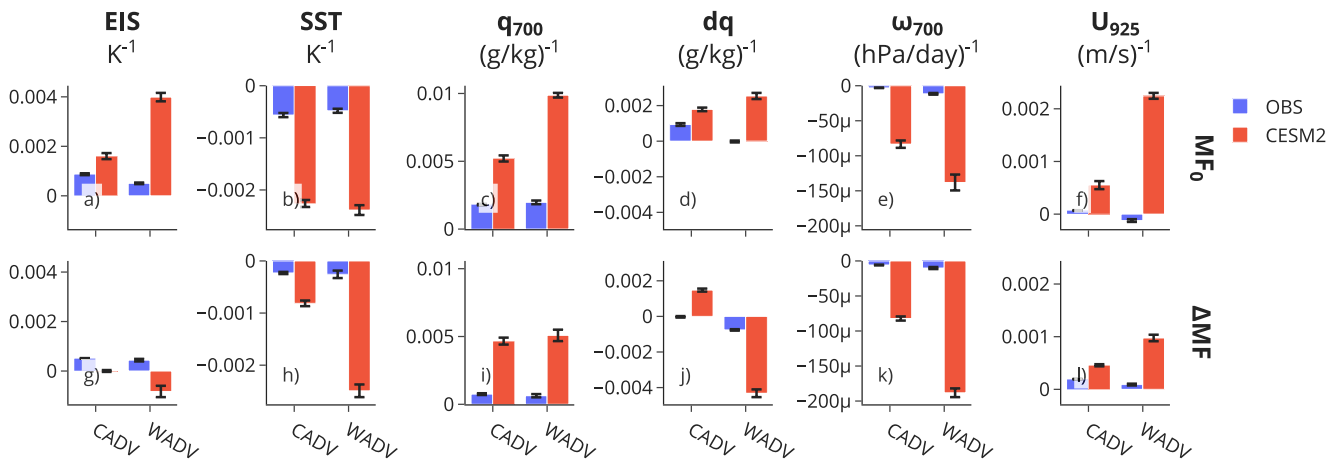 EIS SST q700 dq ω700 U925
K-1 K-1 (g/kg)-1 (g/kg)-1 (hPa/day)-1 (m/s)-1
0.004 0 0.01 0.002 0 0.002
0.002 −0.001 0.005 0 −50μ 0.001
0 −0.002 0 −0.002 −100μ 0
−0.004 −150μ
−200μ
a) b) c) d) e) f)
OBS
CESM2
MF0
0.004 0 0.01 0.002 0 0.002
0.002 −0.001 0.005 0 −50μ 0.001
0 −0.002 0 0.002 −100μ 0
−0.004 −150μ
−200μ
g) h) i) j) k) l)
ΔMF
CADV WADV CADV WADV CADV WADV CADV WADV CADV WADV CADV WADV